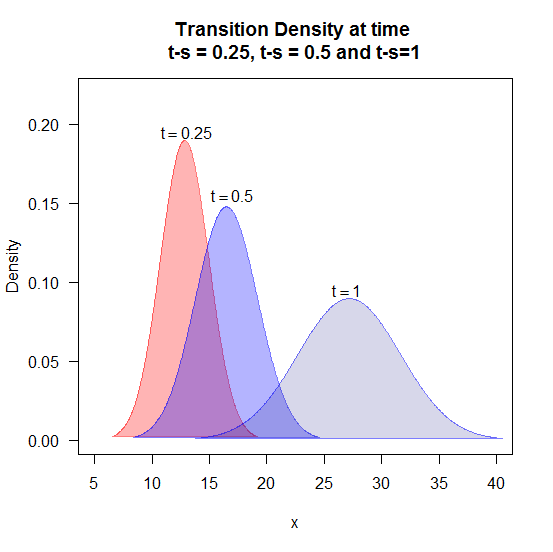 Transition Density at time
t-s = 0.25, t-s = 0.5 and t-s=1
0.20
t = 0.25
0.15
t = 0.5
Density
0.10
t = 1
0.05
0.00
5 10 15 20 25 30 35 40
x